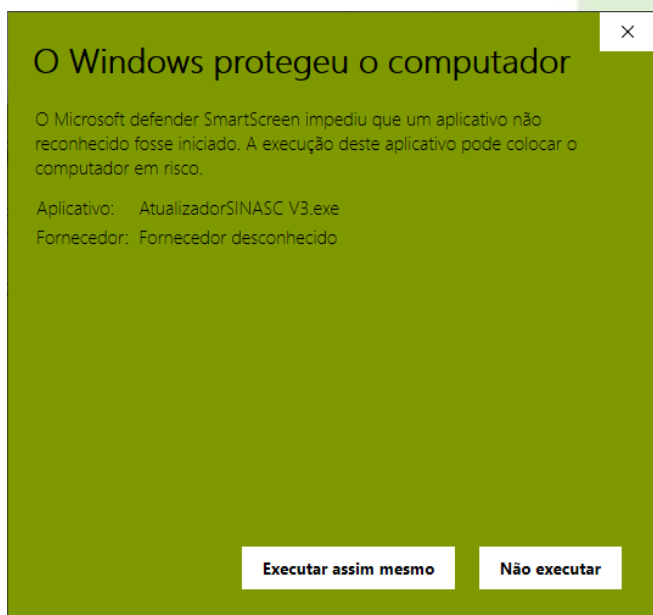 O Windows protegeu o computador
O Microsoft defender SmartScreen impediu que um aplicativo não
reconhecido fosse iniciado. A execução deste aplicativo pode colocar o
computador em risco.
Aplicativo: AtualizadorSINASC V3.exe
Fornecedor: Fornecedor desconhecido
Executar assim mesmo
Não executar